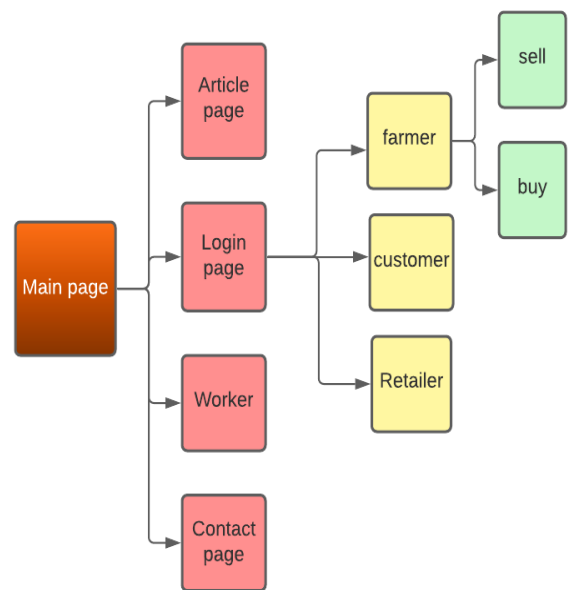 Main page
Article
page
Login
page
Worker
Contact
page
farmer
customer
Retailer
sell
buy